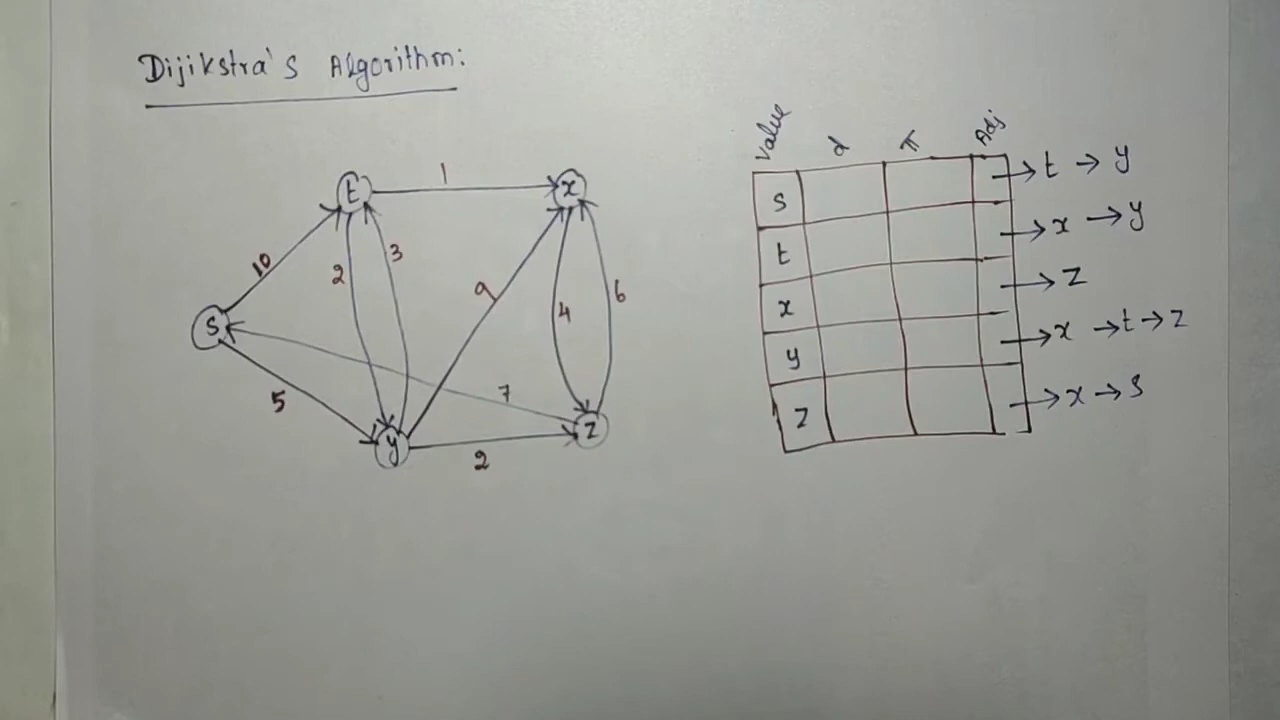 Dijikstra's Algorithm:
t 1 x
10 2 3 9 4 6
s
5 7
y 2 z
Value d π Adj
s → t → y
t → x → y
x → z
y → x → t → z
z → x → s